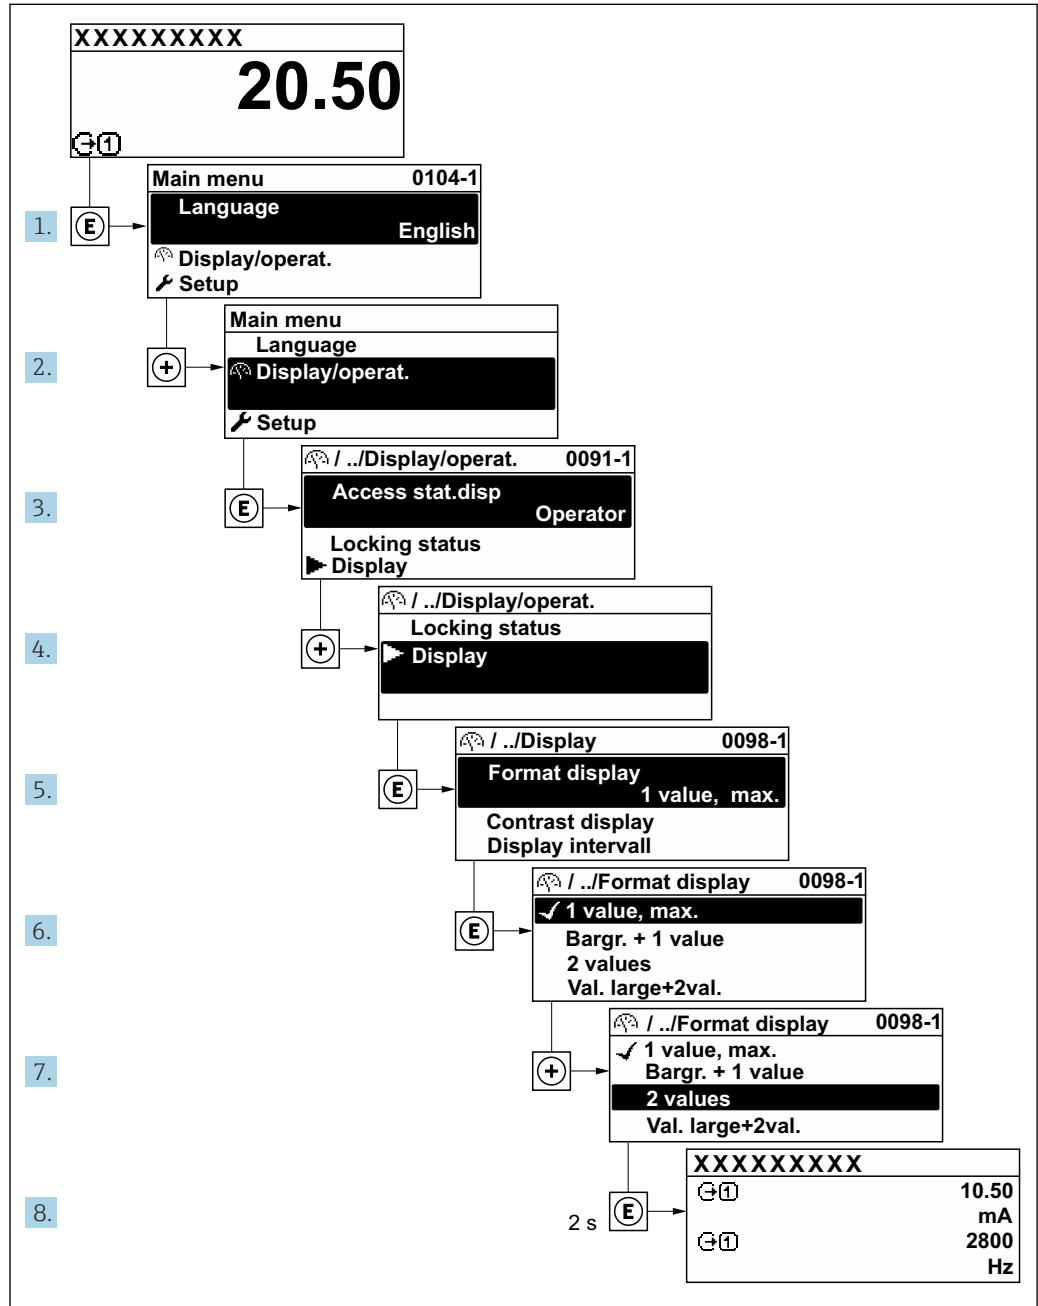 XXXXXXXXX
20.50
1
Main menu 0104-1
Language
English
Display/operat.
Setup
1. E
Main menu
Language
2. + Display/operat.
Setup
/ ../Display/operat. 0091-1
Access stat.disp
3. E Operator
Locking status
Display
/ ../Display/operat.
Locking status
4. + Display
/ ../Display 0098-1
Format display
5. E 1 value, max.
Contrast display
Display intervall
/ ../Format display 0098-1
1 value, max.
6. E Bargr. + 1 value
2 values
Val. large+2val.
/ ../Format display 0098-1
1 value, max.
7. + Bargr. + 1 value
2 values
Val. large+2val.
XXXXXXXXX
1 10.50
8. 2 s E mA
1 2800
Hz